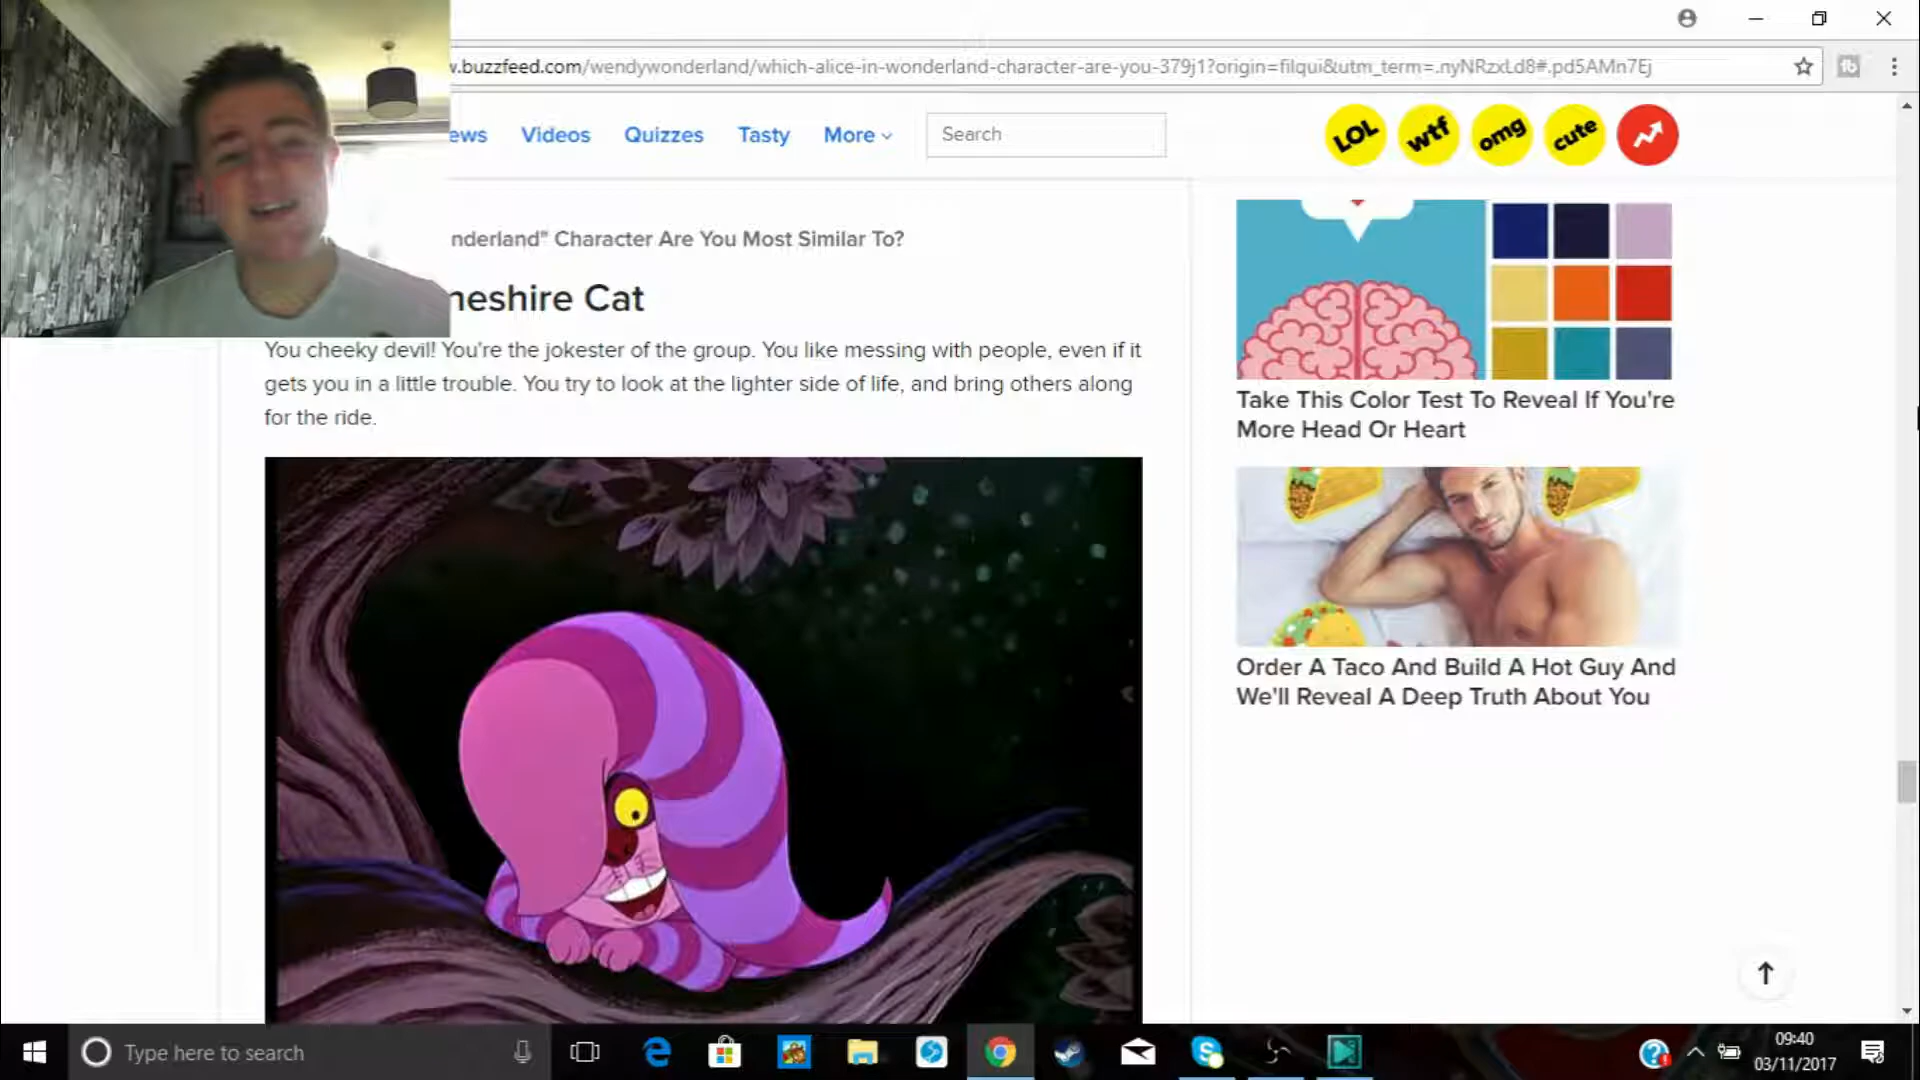 w.buzzfeed.com/wendywonderland/which-alice-in-wonderland-character-are-you-379j1?origin=filqui&utm_term=.nyNRzxLd8#.pd5AMn7Ej
ews Videos Quizzes Tasty More Search LOL wtf omg cute
nderland" Character Are You Most Similar To?
heshire Cat
You cheeky devil! You're the jokester of the group. You like messing with people, even if it
gets you in a little trouble. You try to look at the lighter side of life, and bring others along
for the ride.
Take This Color Test To Reveal If You're
More Head Or Heart
Order A Taco And Build A Hot Guy And
We'll Reveal A Deep Truth About You
Type here to search
09:40
03/11/2017